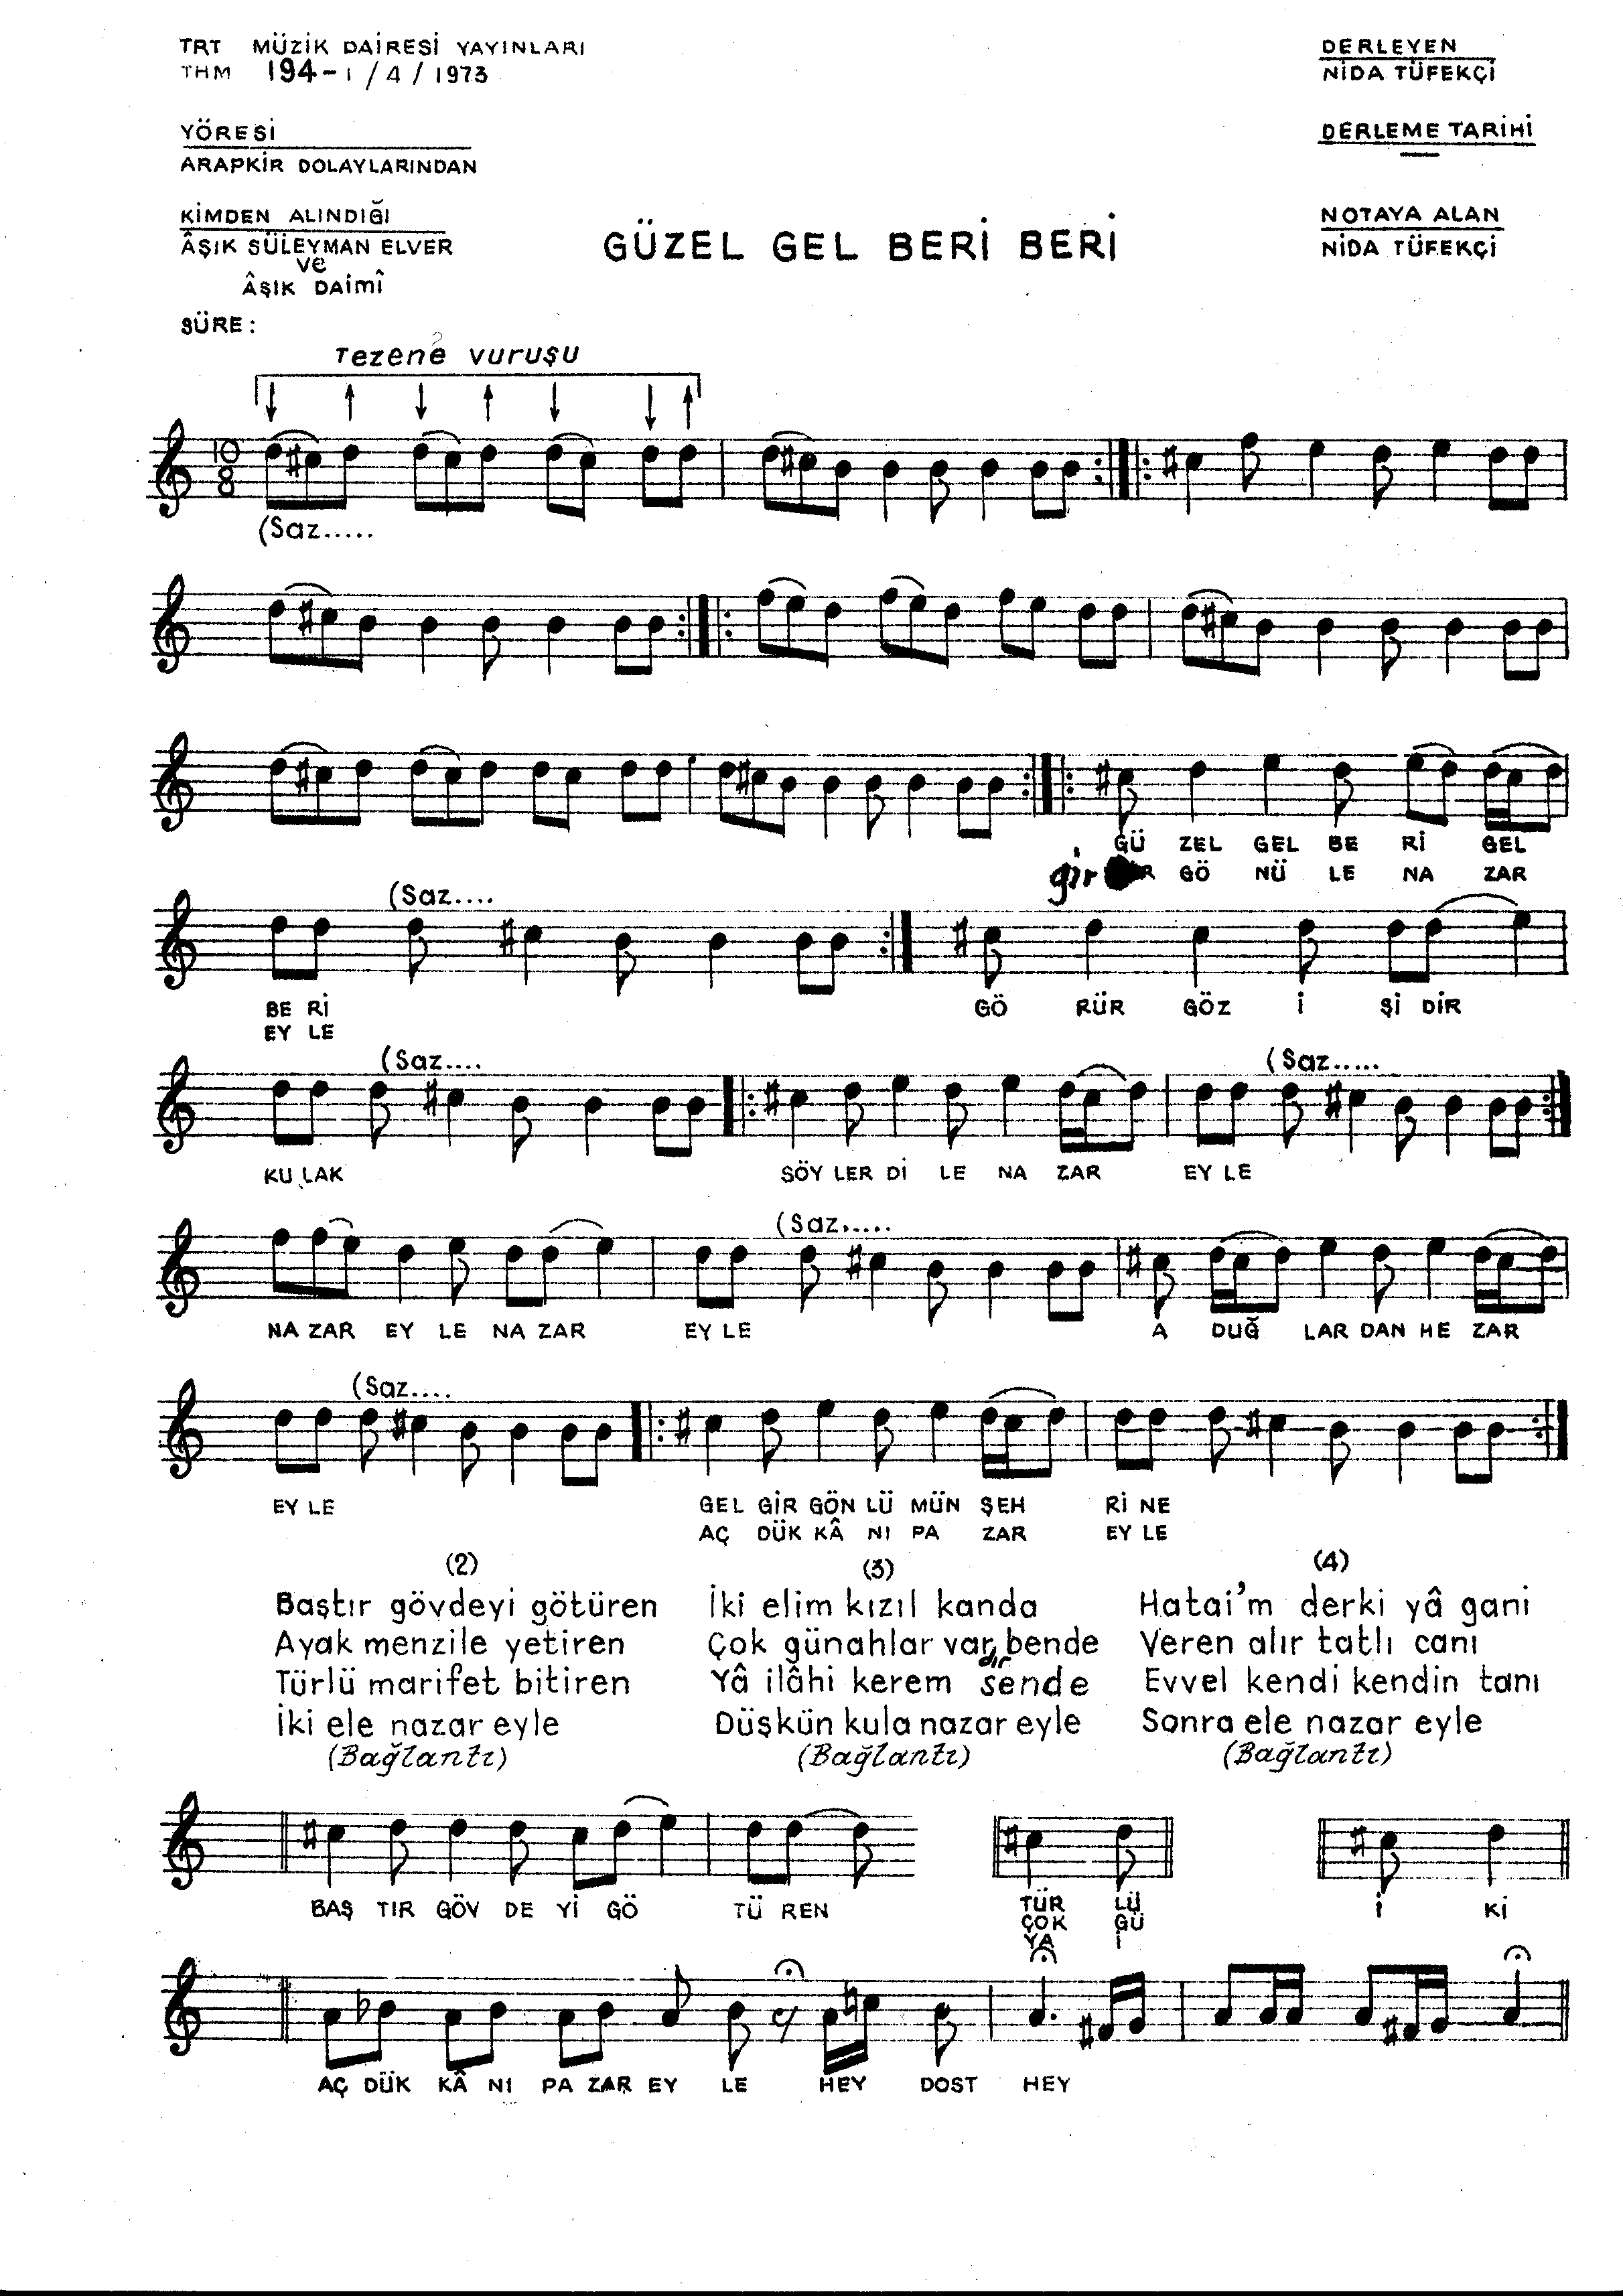 TRT MÜZİK DAİRESİ YAYINLARI
THM 194-1/4/1973
DERLEYEN
NİDA TÜFEKÇİ
YÖRESİ
ARAPKİR DOLAYLARINDAN
DERLEME TARİHİ
—
KİMDEN ALINDIĞI
ÂŞIK SÜLEYMAN ELVER
ve
ÂŞIK DAİMÎ
GÜZEL GEL BERİ BERİ
NOTAYA ALAN
NİDA TÜFEKÇİ
SÜRE:
Tezene vuruşu
10
8
(Saz.....
GÜ ZEL GEL BE Rİ GEL
gir GÖ NÜ LE NA ZAR
(Saz....
BE Rİ GÖ RÜR GÖZ İ Şİ DİR
EY LE
(Saz.... (Saz.....
KU LAK SÖY LER Dİ LE NA ZAR EY LE
(Saz.....
NA ZAR EY LE NA ZAR EY LE A DUĞ LAR DAN HE ZAR
(Saz....
EY LE GEL GİR GÖN LÜ MÜN ŞEH Rİ NE
AÇ DÜK KÂ NI PA ZAR EY LE
(2)
Baştır gövdeyi götüren
Ayak menzile yetiren
Türlü marifet bitiren
İki ele nazar eyle
(Bağlantı)
(3)
İki elim kızıl kanda
Çok günahlar vardır bende
Yâ ilâhi kerem sende
Düşkün kula nazar eyle
(Bağlantı)
(4)
Hatai'm derki yâ gani
Veren alır tatlı canı
Evvel kendi kendin tanı
Sonra ele nazar eyle
(Bağlantı)
BAŞ TIR GÖV DE Yİ GÖ TÜ REN TÜR LÜ İ Kİ
ÇOK GÜ
YA İ
AÇ DÜK KÂ NI PA ZAR EY LE HEY DOST HEY